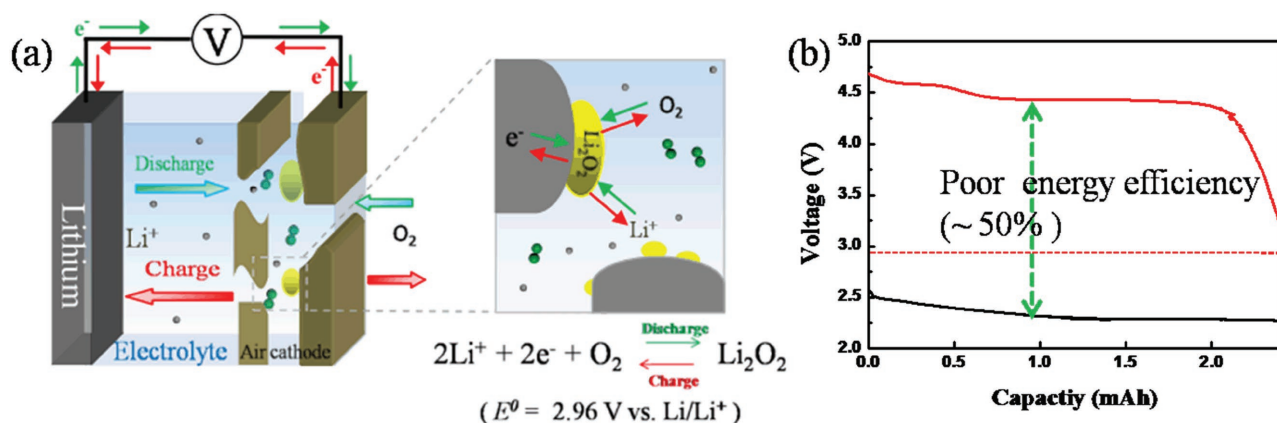 (a)
e⁻
V
e⁻
Lithium
Discharge
Li⁺
Charge
O₂
Electrolyte
Air cathode
e⁻
Li₂O₂
O₂
Li⁺
2Li⁺ + 2e⁻ + O₂ Discharge Charge Li₂O₂
( E⁰ = 2.96 V vs. Li/Li⁺ )
(b)
Voltage (V)
5.0
4.5
4.0
3.5
3.0
2.5
2.0
Poor energy efficiency
(~ 50% )
0.0 0.5 1.0 1.5 2.0
Capactiy (mAh)